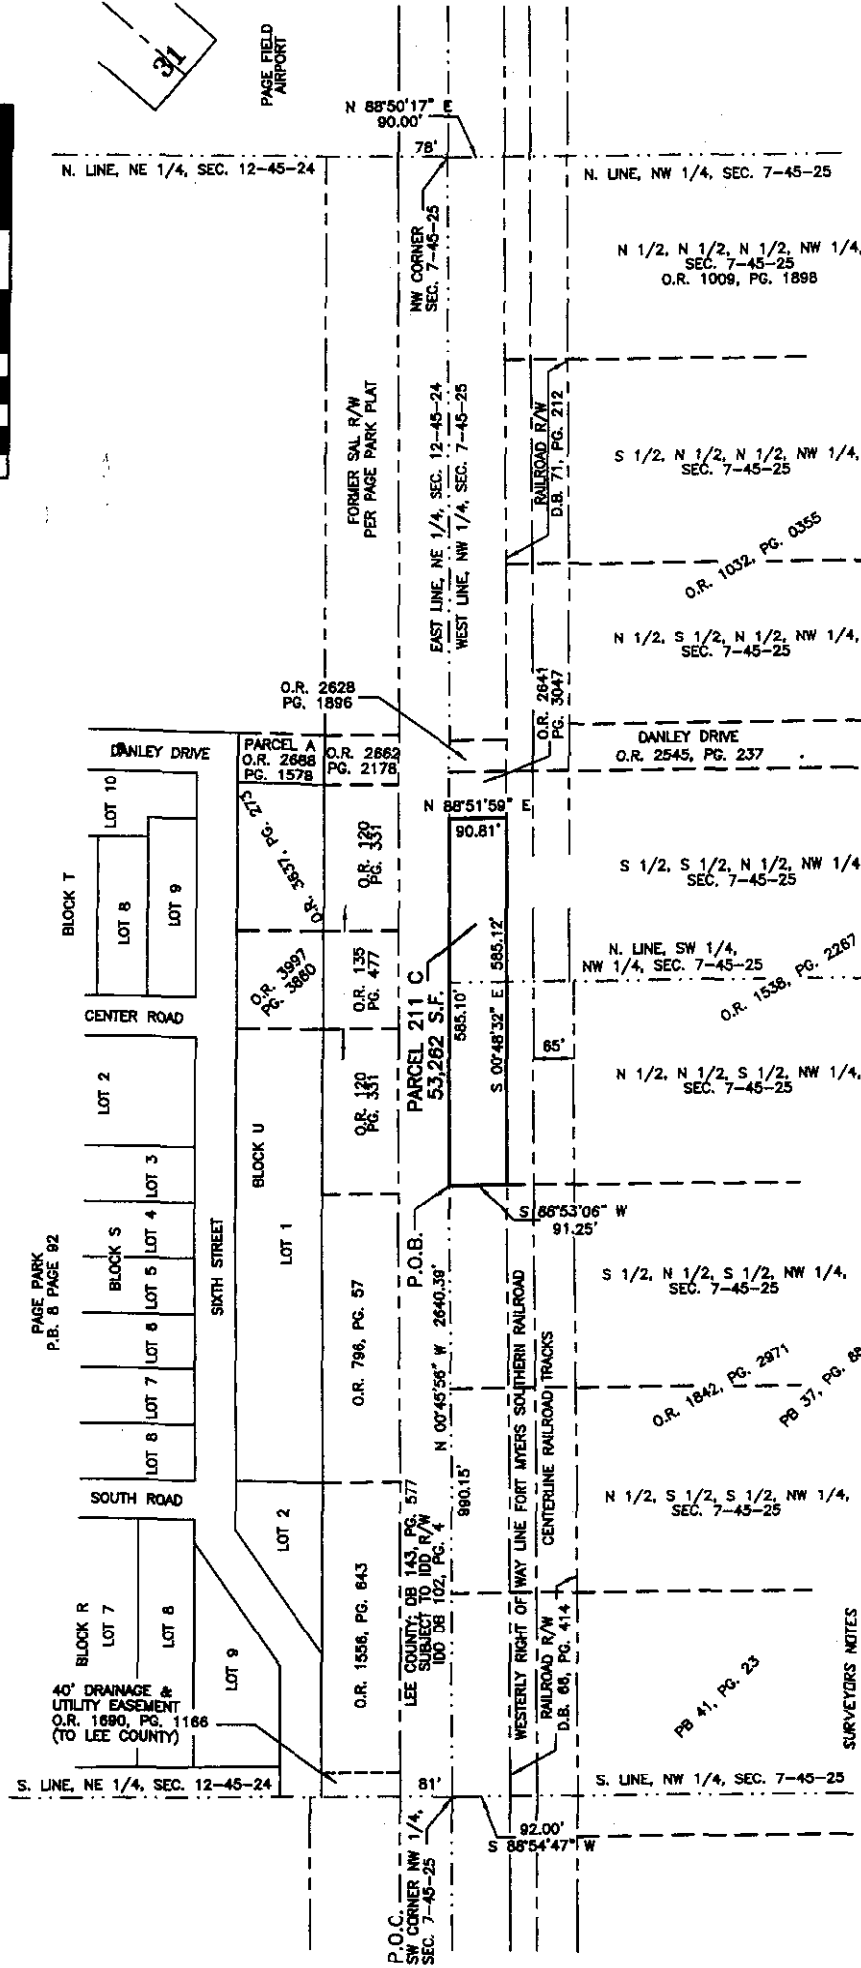 31
PAGE FIELD
AIRPORT
N 88°50'17" E
90.00'
78'
N. LINE, NE 1/4, SEC. 12-45-24
N. LINE, NW 1/4, SEC. 7-45-25
NW CORNER
SEC. 7-45-25
N 1/2, N 1/2, N 1/2, NW 1/4,
SEC. 7-45-25
O.R. 1009, PG. 1898
FORMER SAL R/W
PER PAGE PARK PLAT
EAST LINE, NE 1/4, SEC. 12-45-24
WEST LINE, NW 1/4, SEC. 7-45-25
RAILROAD R/W
D.B. 71, PG. 212
S 1/2, N 1/2, N 1/2, NW 1/4,
SEC. 7-45-25
O.R. 1032, PG. 0355
N 1/2, S 1/2, N 1/2, NW 1/4,
SEC. 7-45-25
O.R. 2628
PG. 1896
O.R. 2641
PG. 3047
DANLEY DRIVE
PARCEL A
O.R. 2688
PG. 1578
O.R. 2662
PG. 2178
DANLEY DRIVE
O.R. 2545, PG. 237
LOT 10
BLOCK T
LOT 8
LOT 9
O.R. 3637, PG. 273
O.R. 120
PG. 331
N 88°51'59" E
90.81'
S 1/2, S 1/2, N 1/2, NW 1/4
SEC. 7-45-25
O.R. 3997
PG. 3880
O.R. 135
PG. 477
PARCEL 211 C
53,262 S.F.
585.10'
S 00°48'32" E 585.12'
N. LINE, SW 1/4,
NW 1/4, SEC. 7-45-25
O.R. 1538, PG. 2267
CENTER ROAD
65'
LOT 2
O.R. 120
PG. 331
N 1/2, N 1/2, S 1/2, NW 1/4,
SEC. 7-45-25
BLOCK U
LOT 3
LOT 4
BLOCK S
LOT 5
LOT 6
LOT 7
LOT 8
SIXTH STREET
LOT 1
PAGE PARK
P.B. 8 PAGE 92
P.O.B.
S 88°53'06" W
91.25'
O.R. 796, PG. 57
N 00°45'56" W 2640.39'
S 1/2, N 1/2, S 1/2, NW 1/4,
SEC. 7-45-25
WESTERLY RIGHT OF WAY LINE FORT MYERS SOUTHERN RAILROAD
CENTERLINE RAILROAD TRACKS
O.R. 1842, PG. 2971
PB 37, PG. 88
990.15'
SOUTH ROAD
LOT 2
N 1/2, S 1/2, S 1/2, NW 1/4,
SEC. 7-45-25
O.R. 1556, PG. 643
LEE COUNTY: DB 143, PG. 577
SUBJECT TO IDD R/W
IDD DB 102, PG. 4
BLOCK R
LOT 7
LOT 8
LOT 9
RAILROAD R/W
D.B. 68, PG. 414
PB 41, PG. 23
SURVEYORS NOTES
40' DRAINAGE &
UTILITY EASEMENT
O.R. 1690, PG. 1166
(TO LEE COUNTY)
S. LINE, NE 1/4, SEC. 12-45-24
81'
S. LINE, NW 1/4, SEC. 7-45-25
92.00'
S 88°54'47" W
P.O.C.
SW CORNER NW 1/4,
SEC. 7-45-25